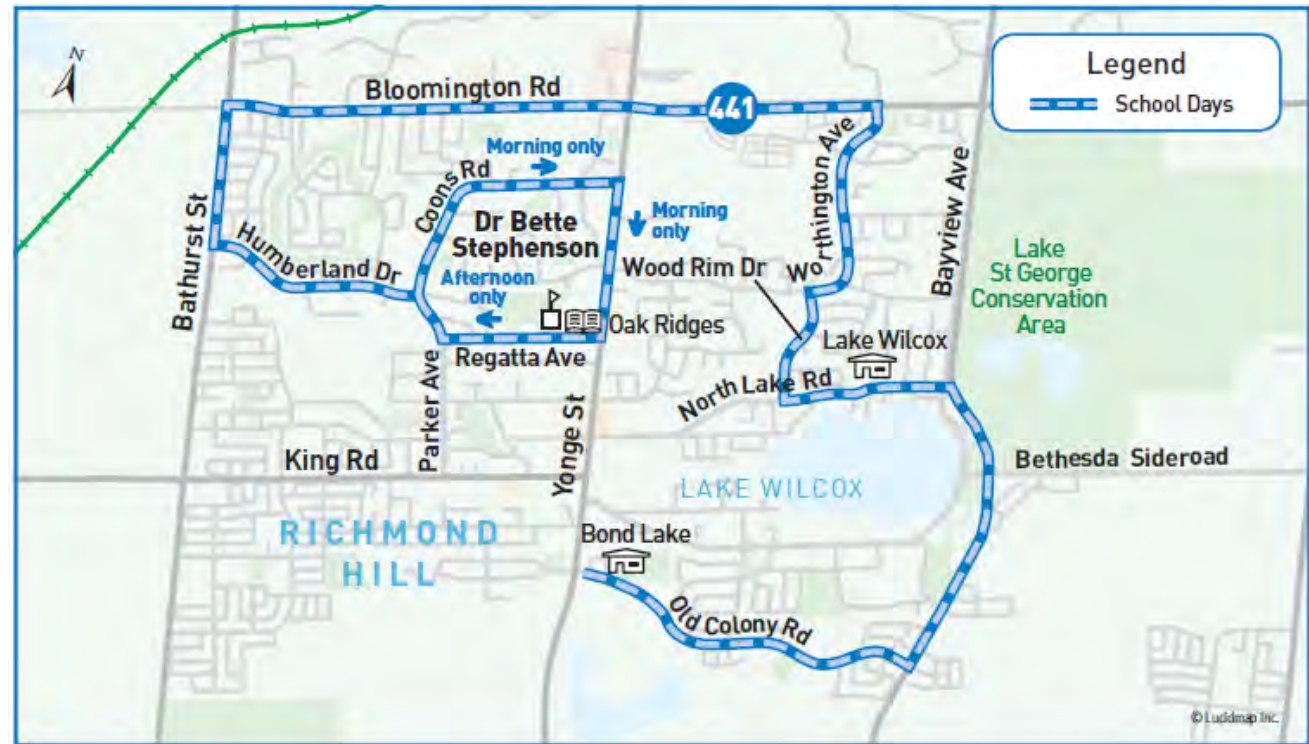 N
Bloomington Rd
441
Legend
School Days
Morning only
Coons Rd
Worthington Ave
Dr Bette
Stephenson
Morning
only
Bathurst St
Humberland Dr
Wood Rim Dr
Bayview Ave
Lake
St George
Conservation
Area
Afternoon
only
Oak Ridges
Lake Wilcox
Regatta Ave
North Lake Rd
Parker Ave
Yonge St
King Rd
Bethesda Sideroad
LAKE WILCOX
RICHMOND
HILL
Bond Lake
Old Colony Rd
© Lucidmap Inc.